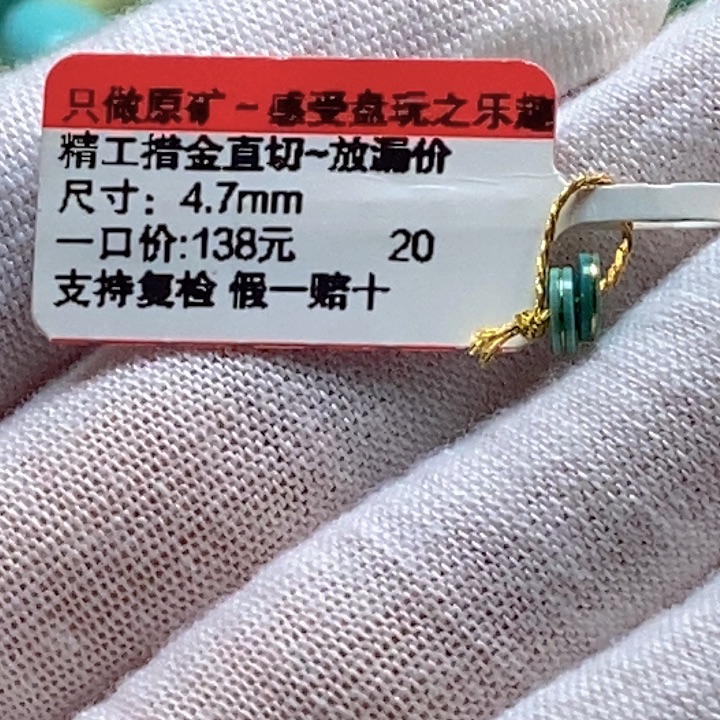 只做原矿－感受盘玩之乐趣
精工措金直切~放漏价
尺寸：4.7mm
一口价:138元 20
支持复检 假一赔十